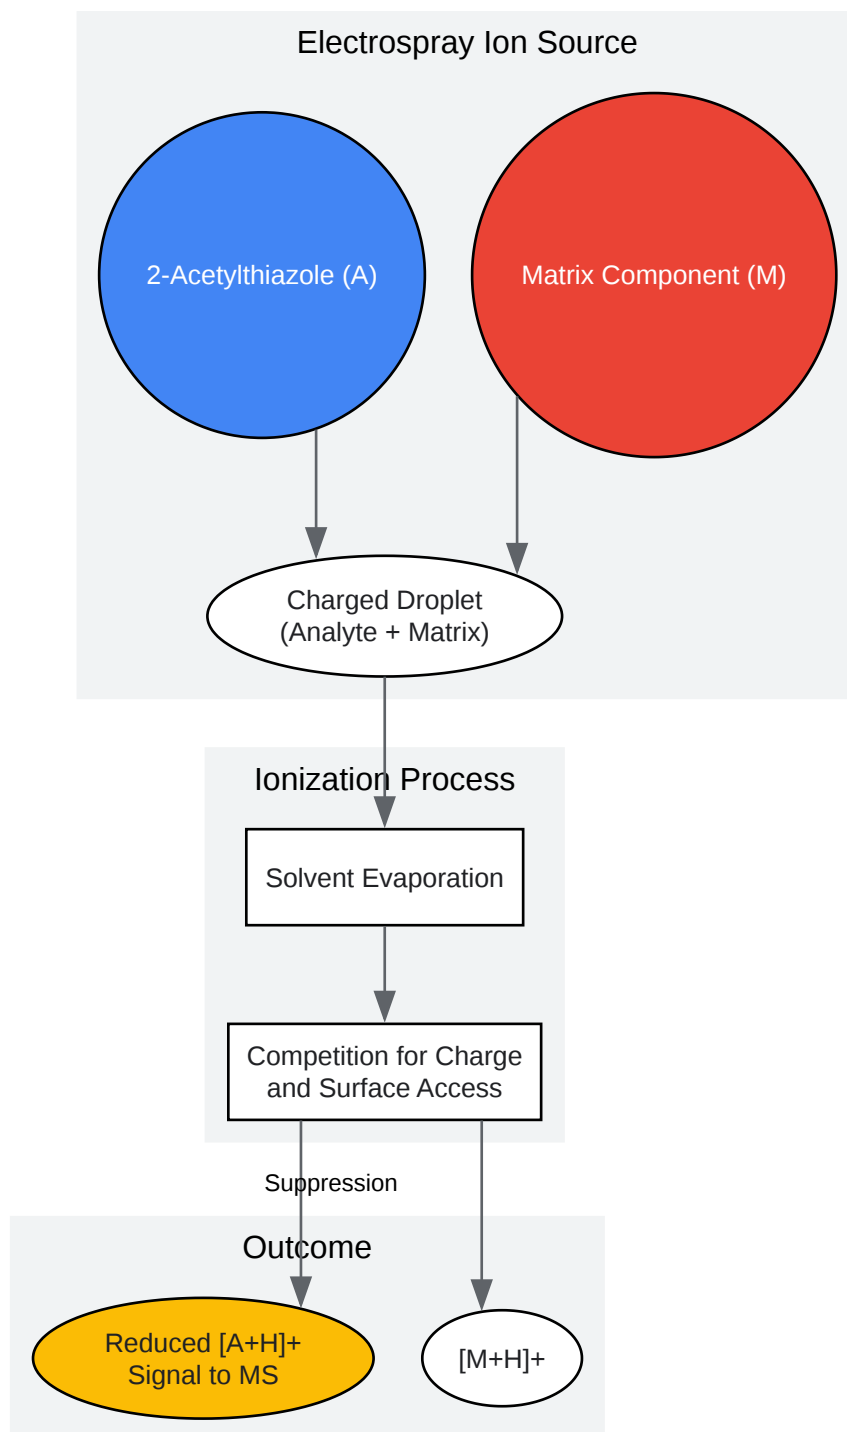 Electrospray Ion Source
2-Acetylthiazole (A)
Matrix Component (M)
Charged Droplet
(Analyte + Matrix)
Ionization Process
Solvent Evaporation
Competition for Charge
and Surface Access
Suppression
Outcome
Reduced [A+H]+
Signal to MS
[M+H]+